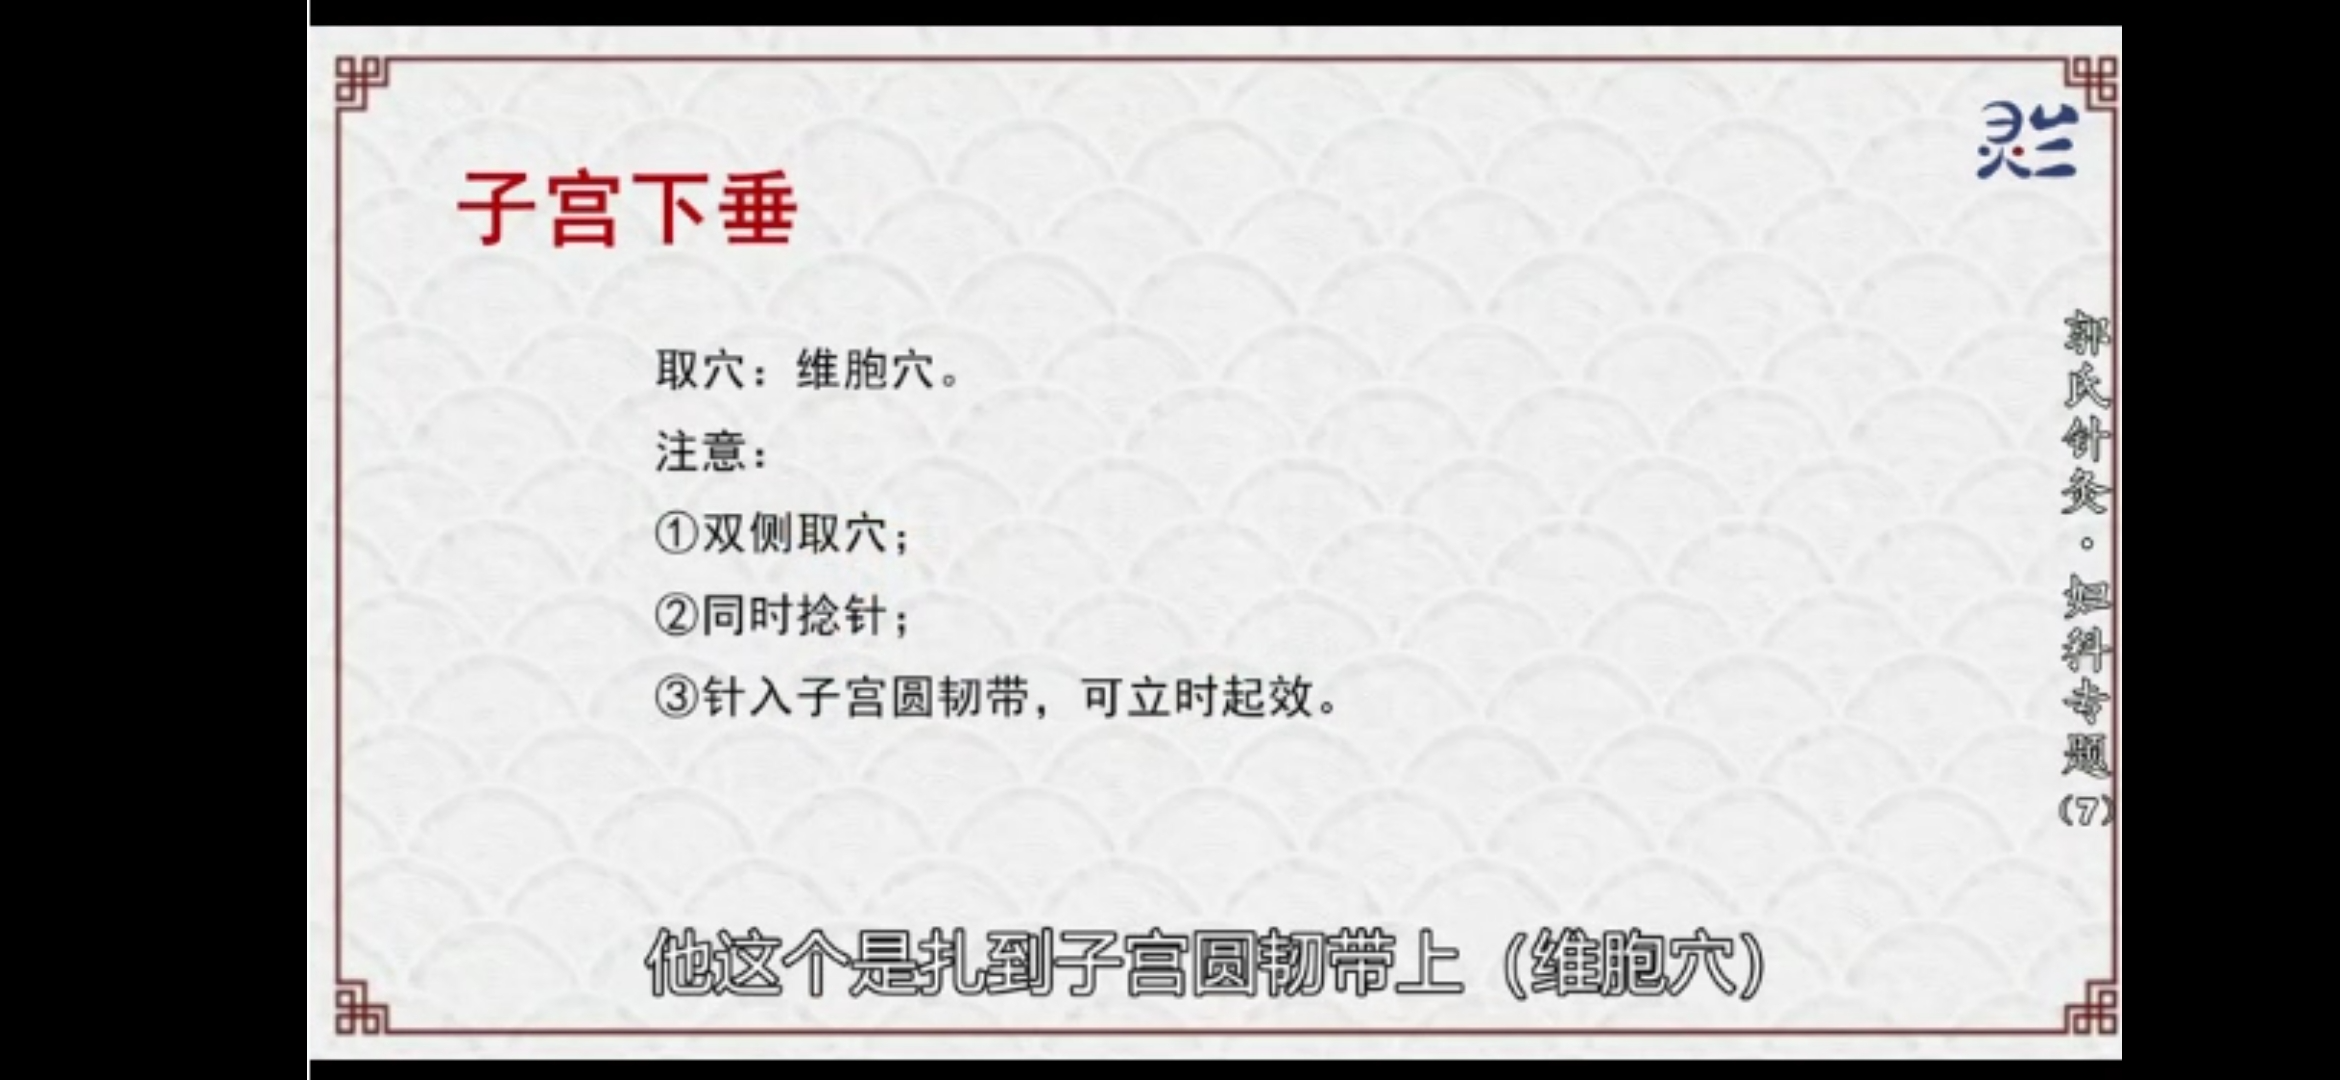 子宫下垂
取穴：维胞穴。
注意：
①双侧取穴；
②同时捻针；
③针入子宫圆韧带，可立时起效。
郭氏针灸·妇科专题(7)
他这个是扎到子宫圆韧带上（维胞穴）